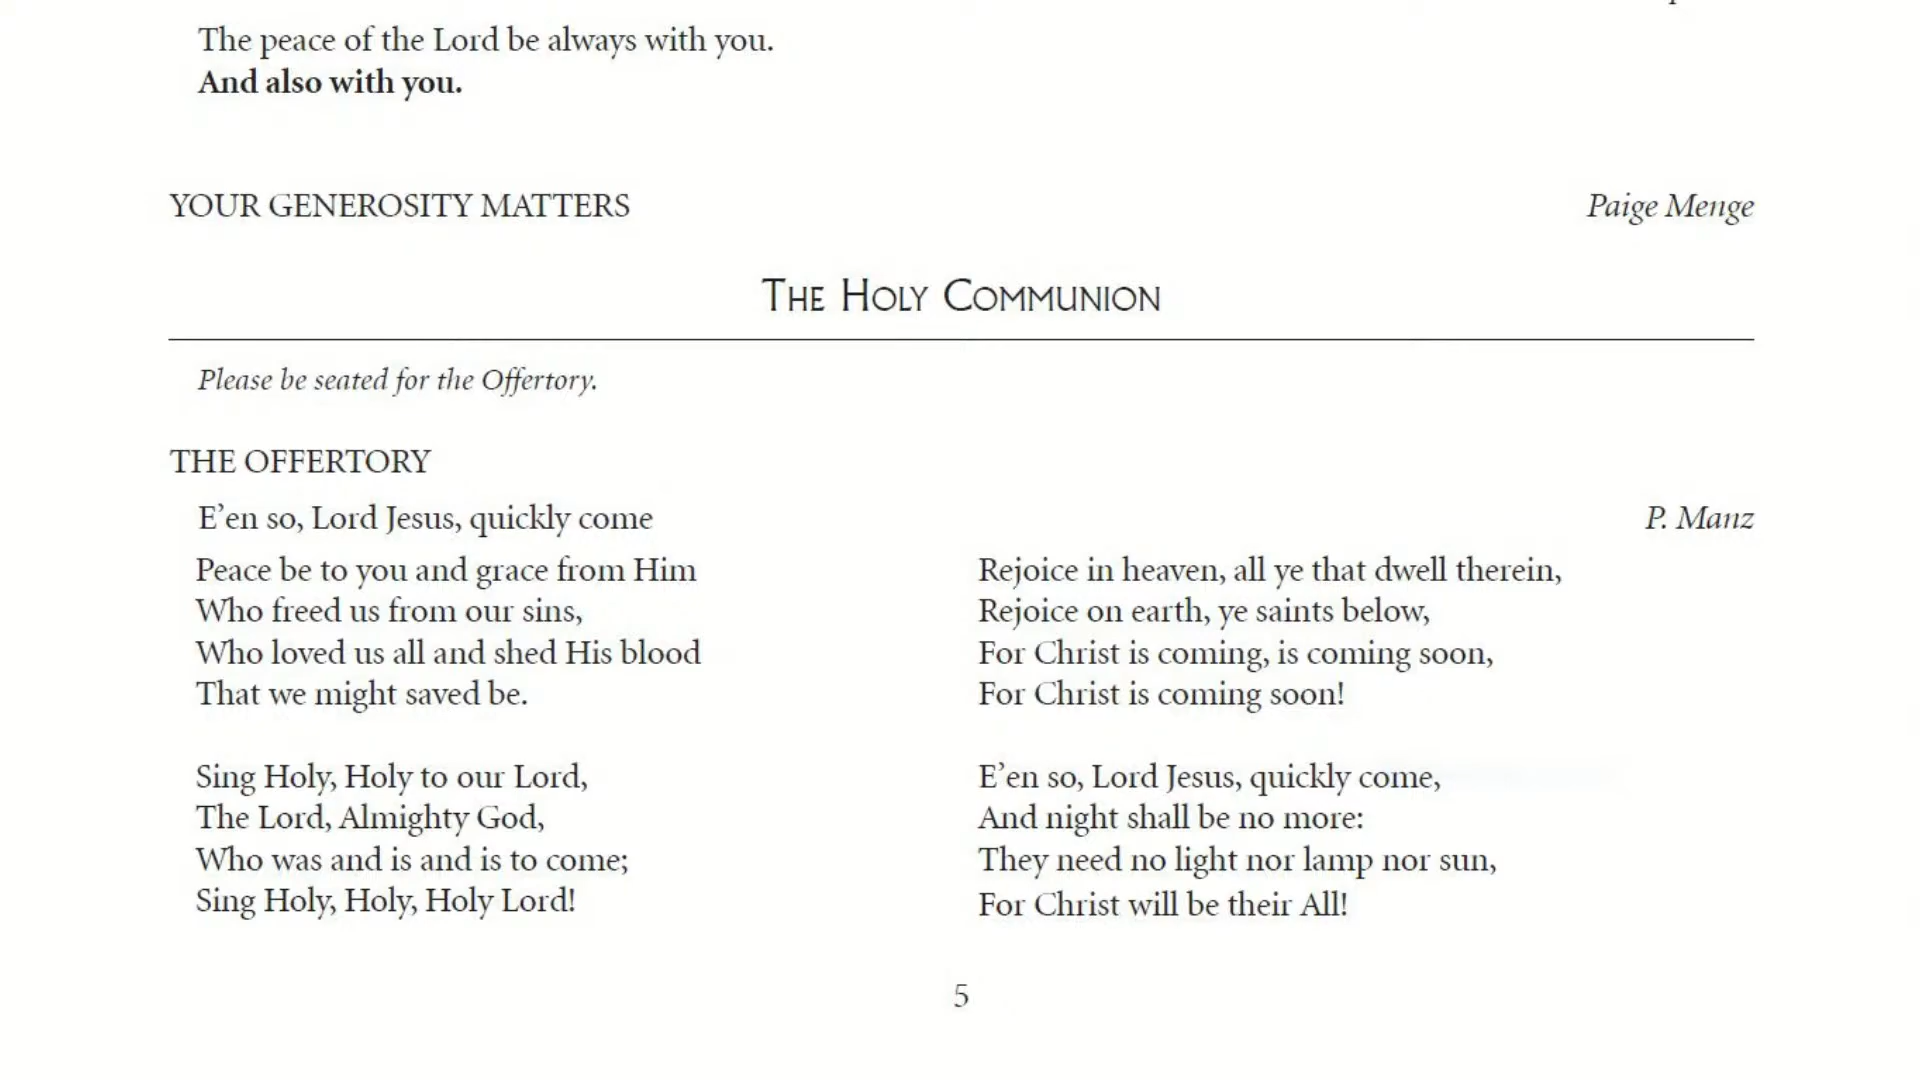 The peace of the Lord be always with you.
And also with you.
YOUR GENEROSITY MATTERS Paige Menge
THE HOLY COMMUNION
Please be seated for the Offertory.
THE OFFERTORY
E’en so, Lord Jesus, quickly come P. Manz
Peace be to you and grace from Him
Who freed us from our sins,
Who loved us all and shed His blood
That we might saved be.
Sing Holy, Holy to our Lord,
The Lord, Almighty God,
Who was and is and is to come;
Sing Holy, Holy, Holy Lord!
Rejoice in heaven, all ye that dwell therein,
Rejoice on earth, ye saints below,
For Christ is coming, is coming soon,
For Christ is coming soon!
E’en so, Lord Jesus, quickly come,
And night shall be no more:
They need no light nor lamp nor sun,
For Christ will be their All!
5